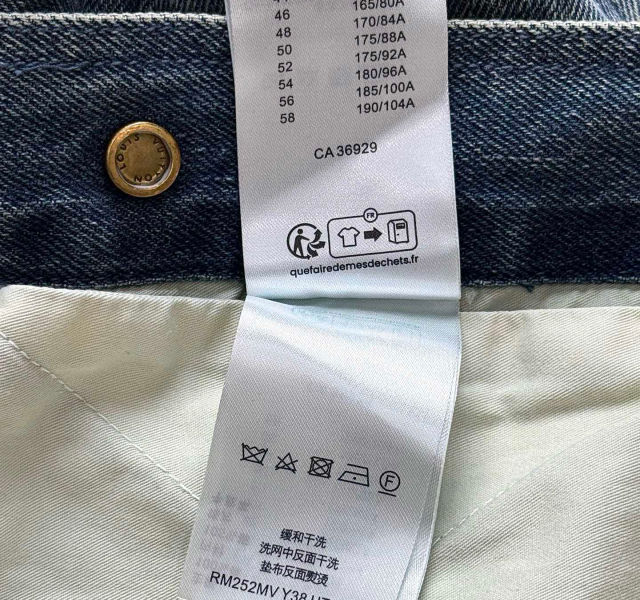 165/80A
46 170/84A
48 175/88A
50 175/92A
52 180/96A
54 185/100A
56 190/104A
58
CA 36929
LOUIS VUITTON
FR
quefairedemesdechets.fr
F
缓和干洗
洗网中反面干洗
垫布反面熨烫
RM252MV Y38